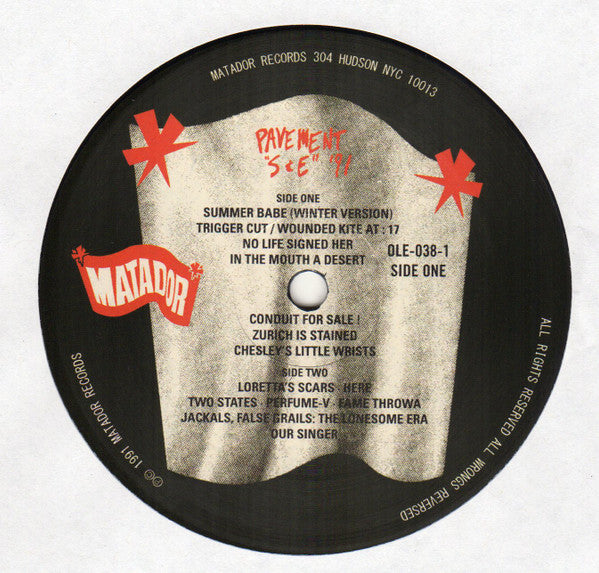 MATADOR RECORDS 304 HUDSON NYC 10013
PAVEMENT
"S & E" '91
SIDE ONE
SUMMER BABE (WINTER VERSION)
TRIGGER CUT / WOUNDED KITE AT : 17
NO LIFE SIGNED HER
IN THE MOUTH A DESERT
OLE-038-1
SIDE ONE
MATADOR
CONDUIT FOR SALE !
ZURICH IS STAINED
CHESLEY'S LITTLE WRISTS
SIDE TWO
LORETTA'S SCARS · HERE
TWO STATES · PERFUME-V · FAME THROWA
JACKALS, FALSE GRAILS: THE LONESOME ERA
OUR SINGER
℗© 1991 MATADOR RECORDS
ALL RIGHTS RESERVED ALL WRONGS REVERSED